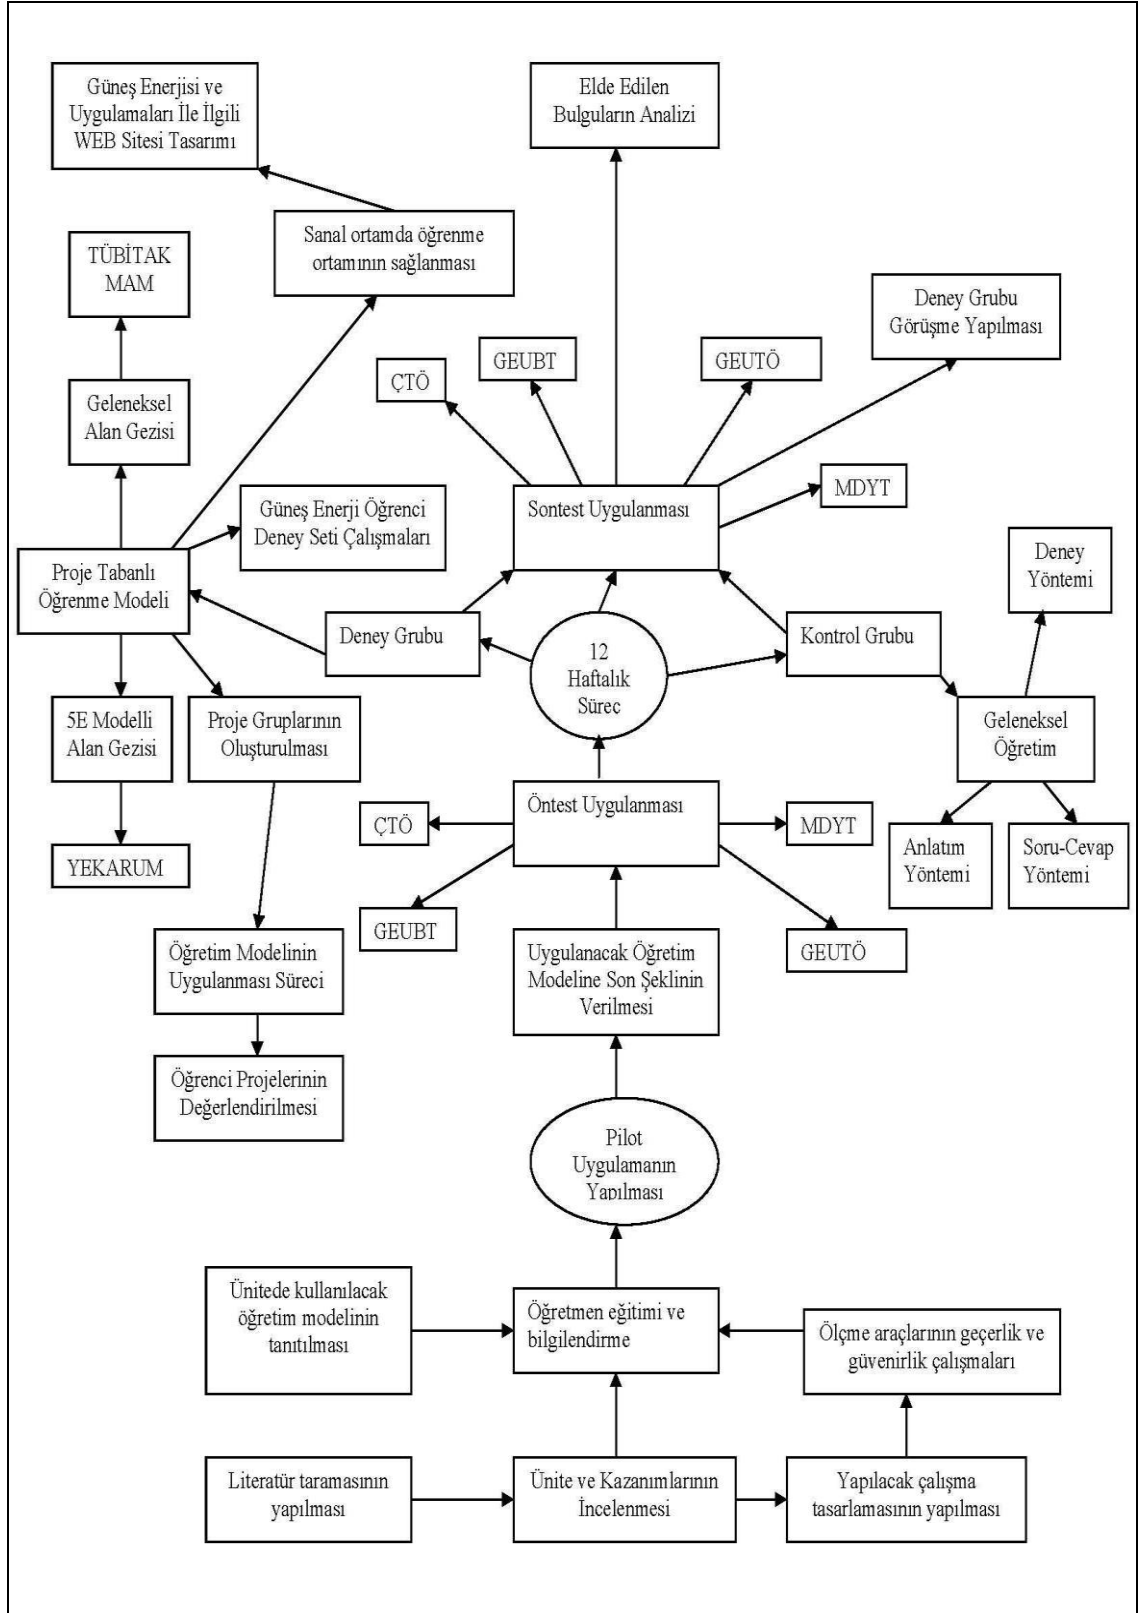 Güneş Enerjisi ve
Uygulamaları İle İlgili
WEB Sitesi Tasarımı
Elde Edilen
Bulguların Analizi
Sanal ortamda öğrenme
ortamının sağlanması
TÜBİTAK
MAM
Deney Grubu
Görüşme Yapılması
GEUBT
GEUTÖ
ÇTÖ
Geleneksel
Alan Gezisi
MDYT
Güneş Enerji Öğrenci
Deney Seti Çalışmaları
Sontest Uygulanması
Deney
Yöntemi
Proje Tabanlı
Öğrenme Modeli
Deney Grubu
12
Haftalık
Süreç
Kontrol Grubu
5E Modelli
Alan Gezisi
Proje Gruplarının
Oluşturulması
Geleneksel
Öğretim
Öntest Uygulanması
ÇTÖ
MDYT
Anlatım
Yöntemi
Soru-Cevap
Yöntemi
YEKARUM
GEUBT
GEUTÖ
Öğretim Modelinin
Uygulanması Süreci
Uygulanacak Öğretim
Modeline Son Şeklinin
Verilmesi
Öğrenci Projelerinin
Değerlendirilmesi
Pilot
Uygulamanın
Yapılması
Ünitede kullanılacak
öğretim modelinin
tanıtılması
Öğretmen eğitimi ve
bilgilendirme
Ölçme araçlarının geçerlik ve
güvenirlik çalışmaları
Literatür taramasının
yapılması
Ünite ve Kazanımlarının
İncelenmesi
Yapılacak çalışma
tasarlamasının yapılması